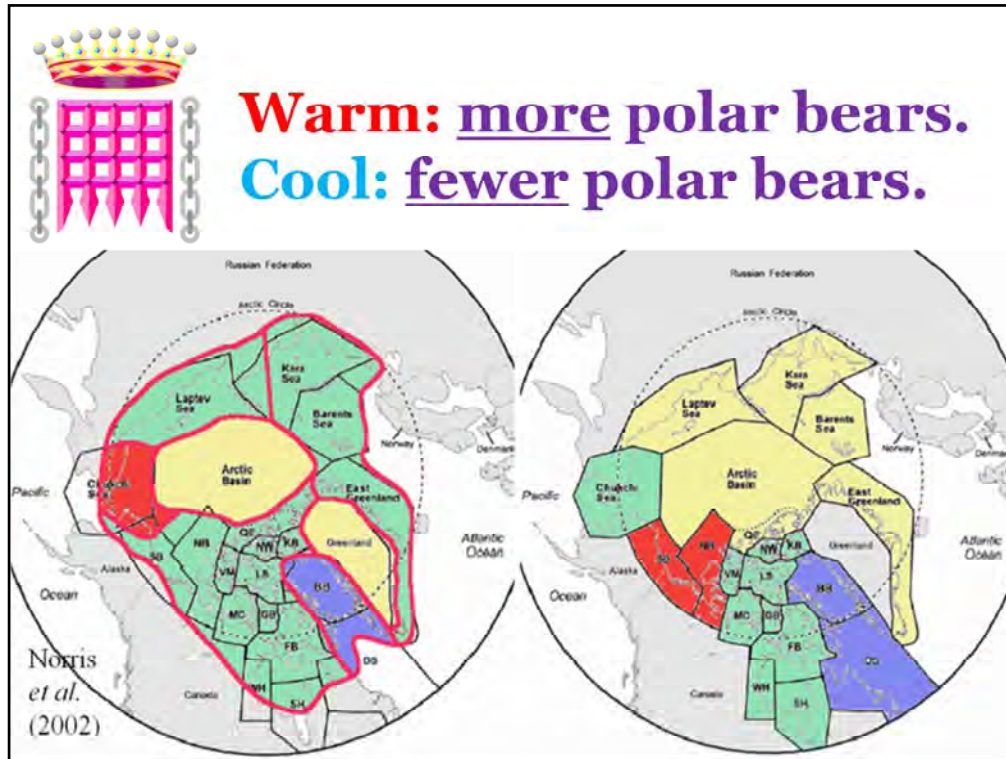 Warm: more polar bears.
Cool: fewer polar bears.
Russian Federation
Arctic Circle
Kara
Sea
Laptev
Sea
Barents
Sea
Norway
Denmark
Chukchi
Sea
Pacific
Ocean
Arctic
Basin
East
Greenland
Greenland
Atlantic
Ocean
Alaska
SB
NB
VM
QE
NW
KB
LS
MC
GB
BB
FB
DS
WH
SH
Canada
Norris
et al.
(2002)
Russian Federation
Arctic Circle
Kara
Sea
Laptev
Sea
Barents
Sea
Norway
Denmark
Chukchi
Sea
Pacific
Ocean
Arctic
Basin
East
Greenland
Greenland
Atlantic
Ocean
Alaska
SB
NB
VM
QE
NW
KB
LS
MC
GB
BB
FB
DS
WH
SH
Canada